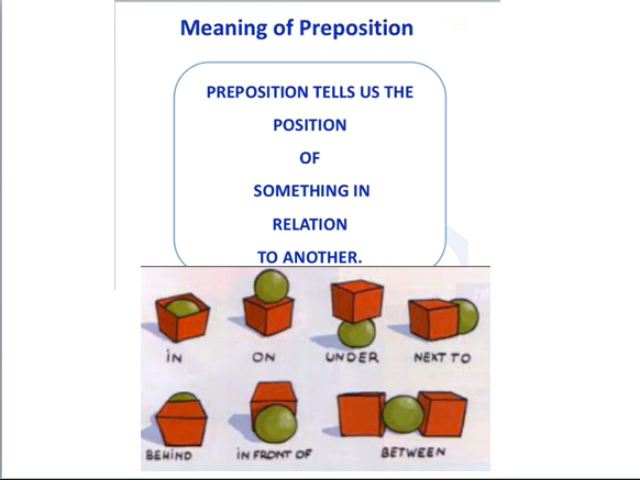 Meaning of Preposition
PREPOSITION TELLS US THE
POSITION
OF
SOMETHING IN
RELATION
TO ANOTHER.
iN
ON
UNDER
NEXT TO
BEHiND
iN FRONT OF
BETWEEN